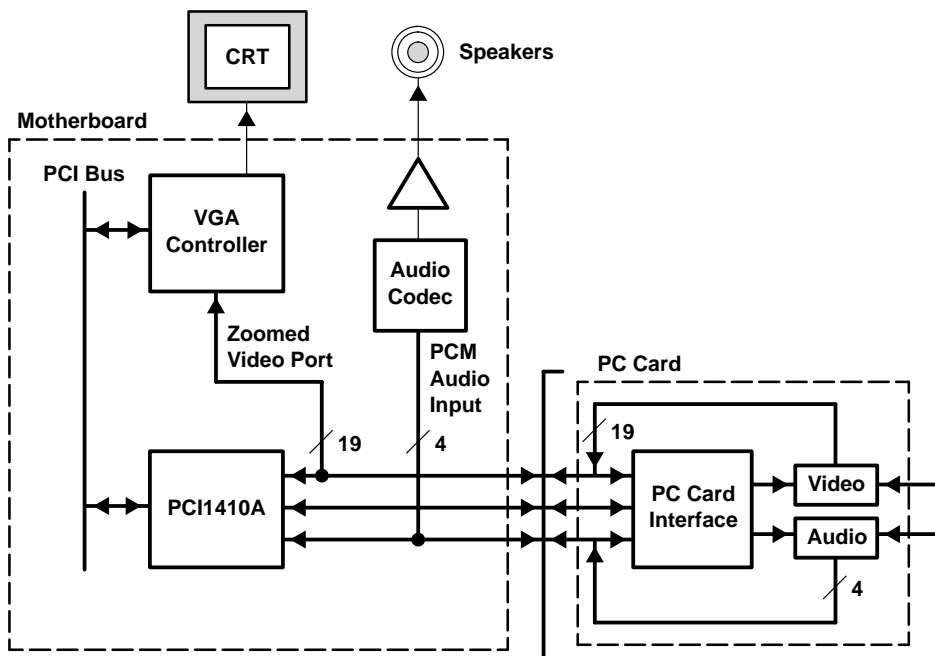 CRT
Speakers
Motherboard
PCI Bus
VGA
Controller
Audio
Codec
Zoomed
Video Port
PCM
Audio
Input
PC Card
19
4
19
PCI1410A
PC Card
Interface
Video
Audio
4